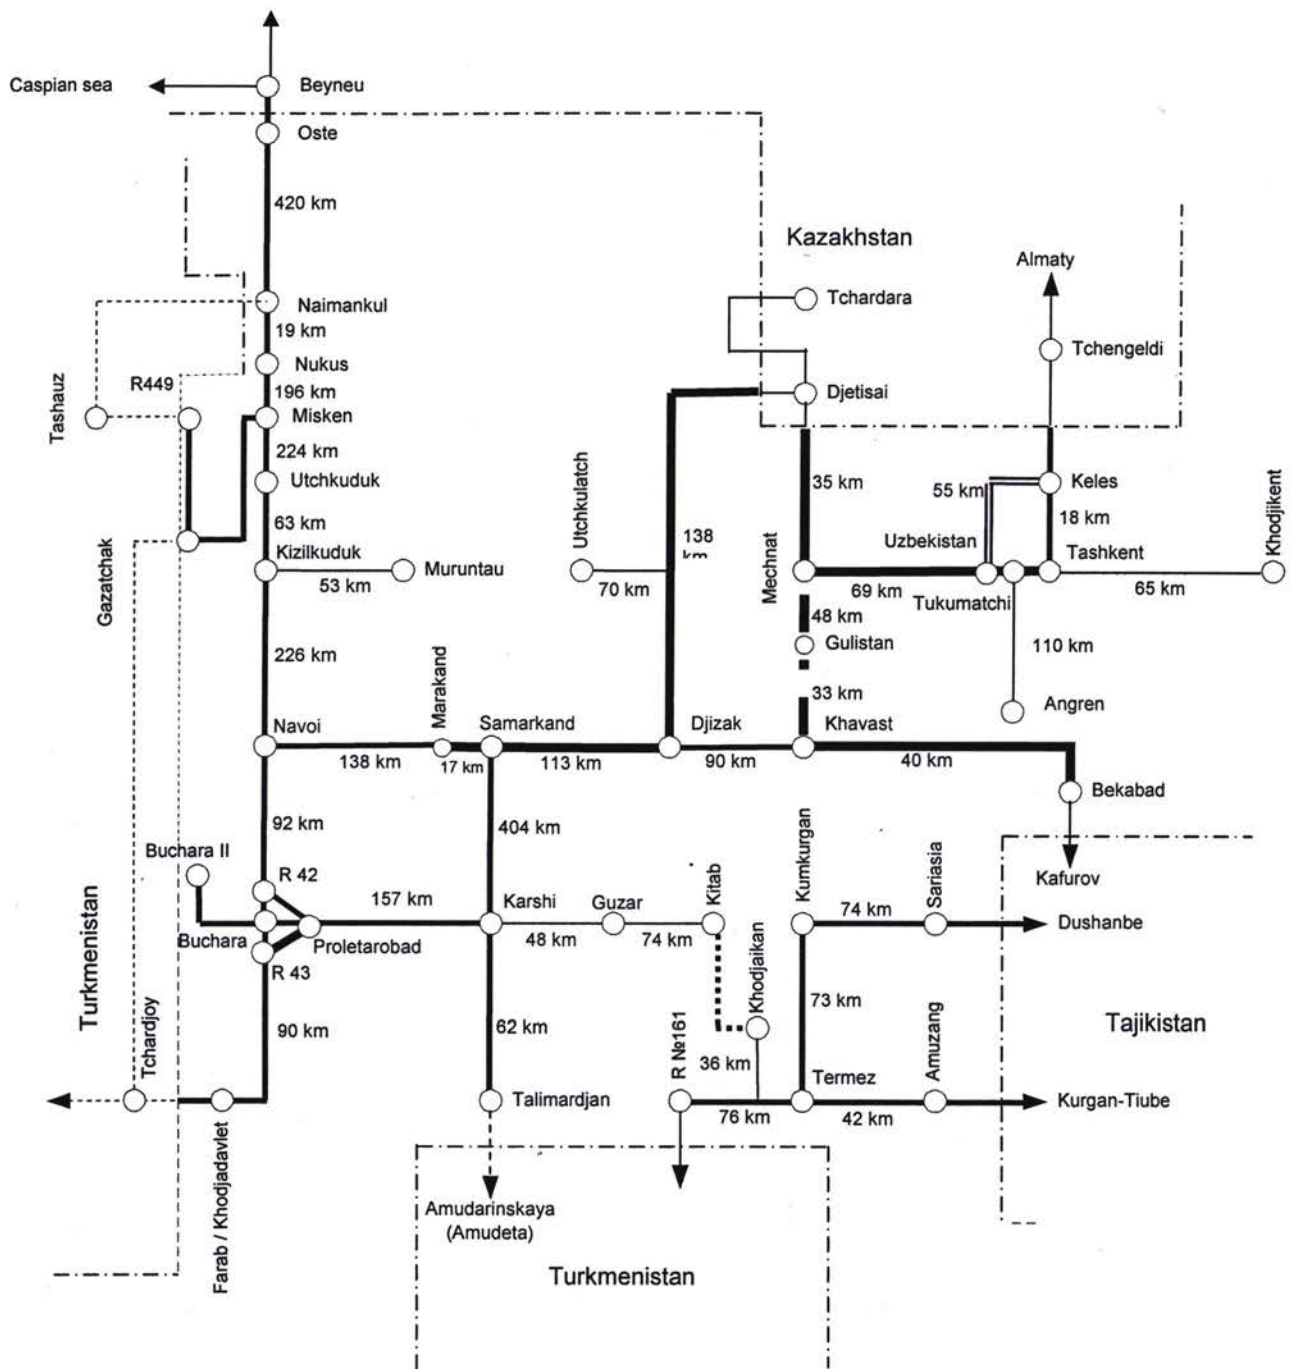 Caspian sea
Beyneu
Oste
420 km
Kazakhstan
Almaty
Tchardara
Naimankul
19 km
Tchengeldi
Nukus
R449
196 km
Djetisai
Tashauz
Misken
224 km
Utchkuduk
Utchkulatch
35 km
55 km
Keles
63 km
138
18 km
Khodjikent
Gazatchak
Kizilkuduk
Uzbekistan
Tashkent
Muruntau
53 km
70 km
Mechnat
69 km
Tukumatchi
65 km
48 km
Gulistan
110 km
226 km
33 km
Angren
Marakand
Navoi
Samarkand
Djizak
Khavast
138 km
17 km
113 km
90 km
40 km
Bekabad
92 km
404 km
Buchara II
Kumkurgan
Sariasia
Kafurov
R 42
157 km
Karshi
Guzar
Kitab
74 km
Dushanbe
Buchara
Proletarobad
48 km
74 km
R 43
Khodjaikan
Turkmenistan
73 km
Tajikistan
90 km
62 km
R №161
36 km
Amuzang
Tchardjoy
Termez
Talimardjan
76 km
42 km
Kurgan-Tiube
Farab / Khodjadavlet
Amudarinskaya
(Amudeta)
Turkmenistan